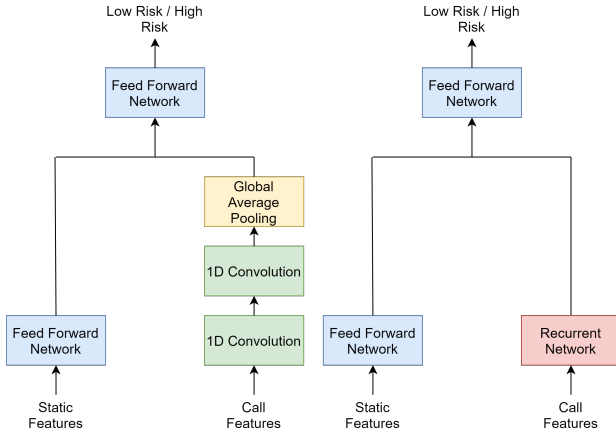 Low Risk / High
Risk
Feed Forward
Network
Global
Average
Pooling
1D Convolution
Feed Forward
Network
1D Convolution
Static
Features
Call
Features
Low Risk / High
Risk
Feed Forward
Network
Feed Forward
Network
Recurrent
Network
Static
Features
Call
Features